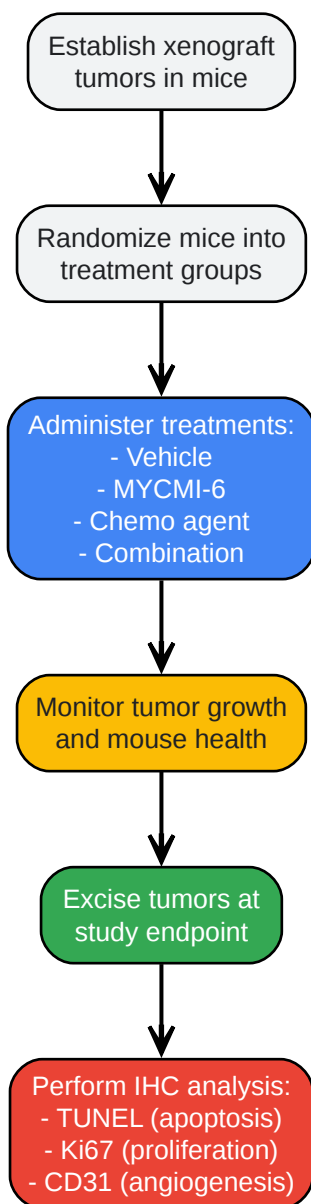 Establish xenograft
tumors in mice
Randomize mice into
treatment groups
Administer treatments:
- Vehicle
- MYCMI-6
- Chemo agent
- Combination
Monitor tumor growth
and mouse health
Excise tumors at
study endpoint
Perform IHC analysis:
- TUNEL (apoptosis)
- Ki67 (proliferation)
- CD31 (angiogenesis)